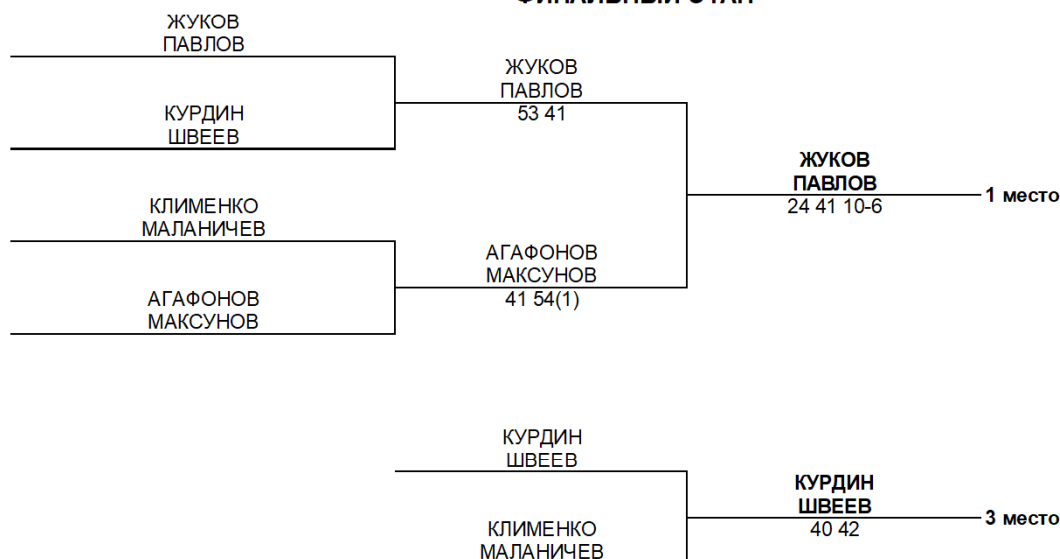 ЖУКОВ
ПАВЛОВ
КУРДИН
ШВЕЕВ
КЛИМЕНКО
МАЛАНИЧЕВ
АГАФОНОВ
МАКСУНОВ
ЖУКОВ
ПАВЛОВ
53 41
АГАФОНОВ
МАКСУНОВ
41 54(1)
ЖУКОВ
ПАВЛОВ
24 41 10-6
1 место
КУРДИН
ШВЕЕВ
КЛИМЕНКО
МАЛАНИЧЕВ
КУРДИН
ШВЕЕВ
40 42
3 место